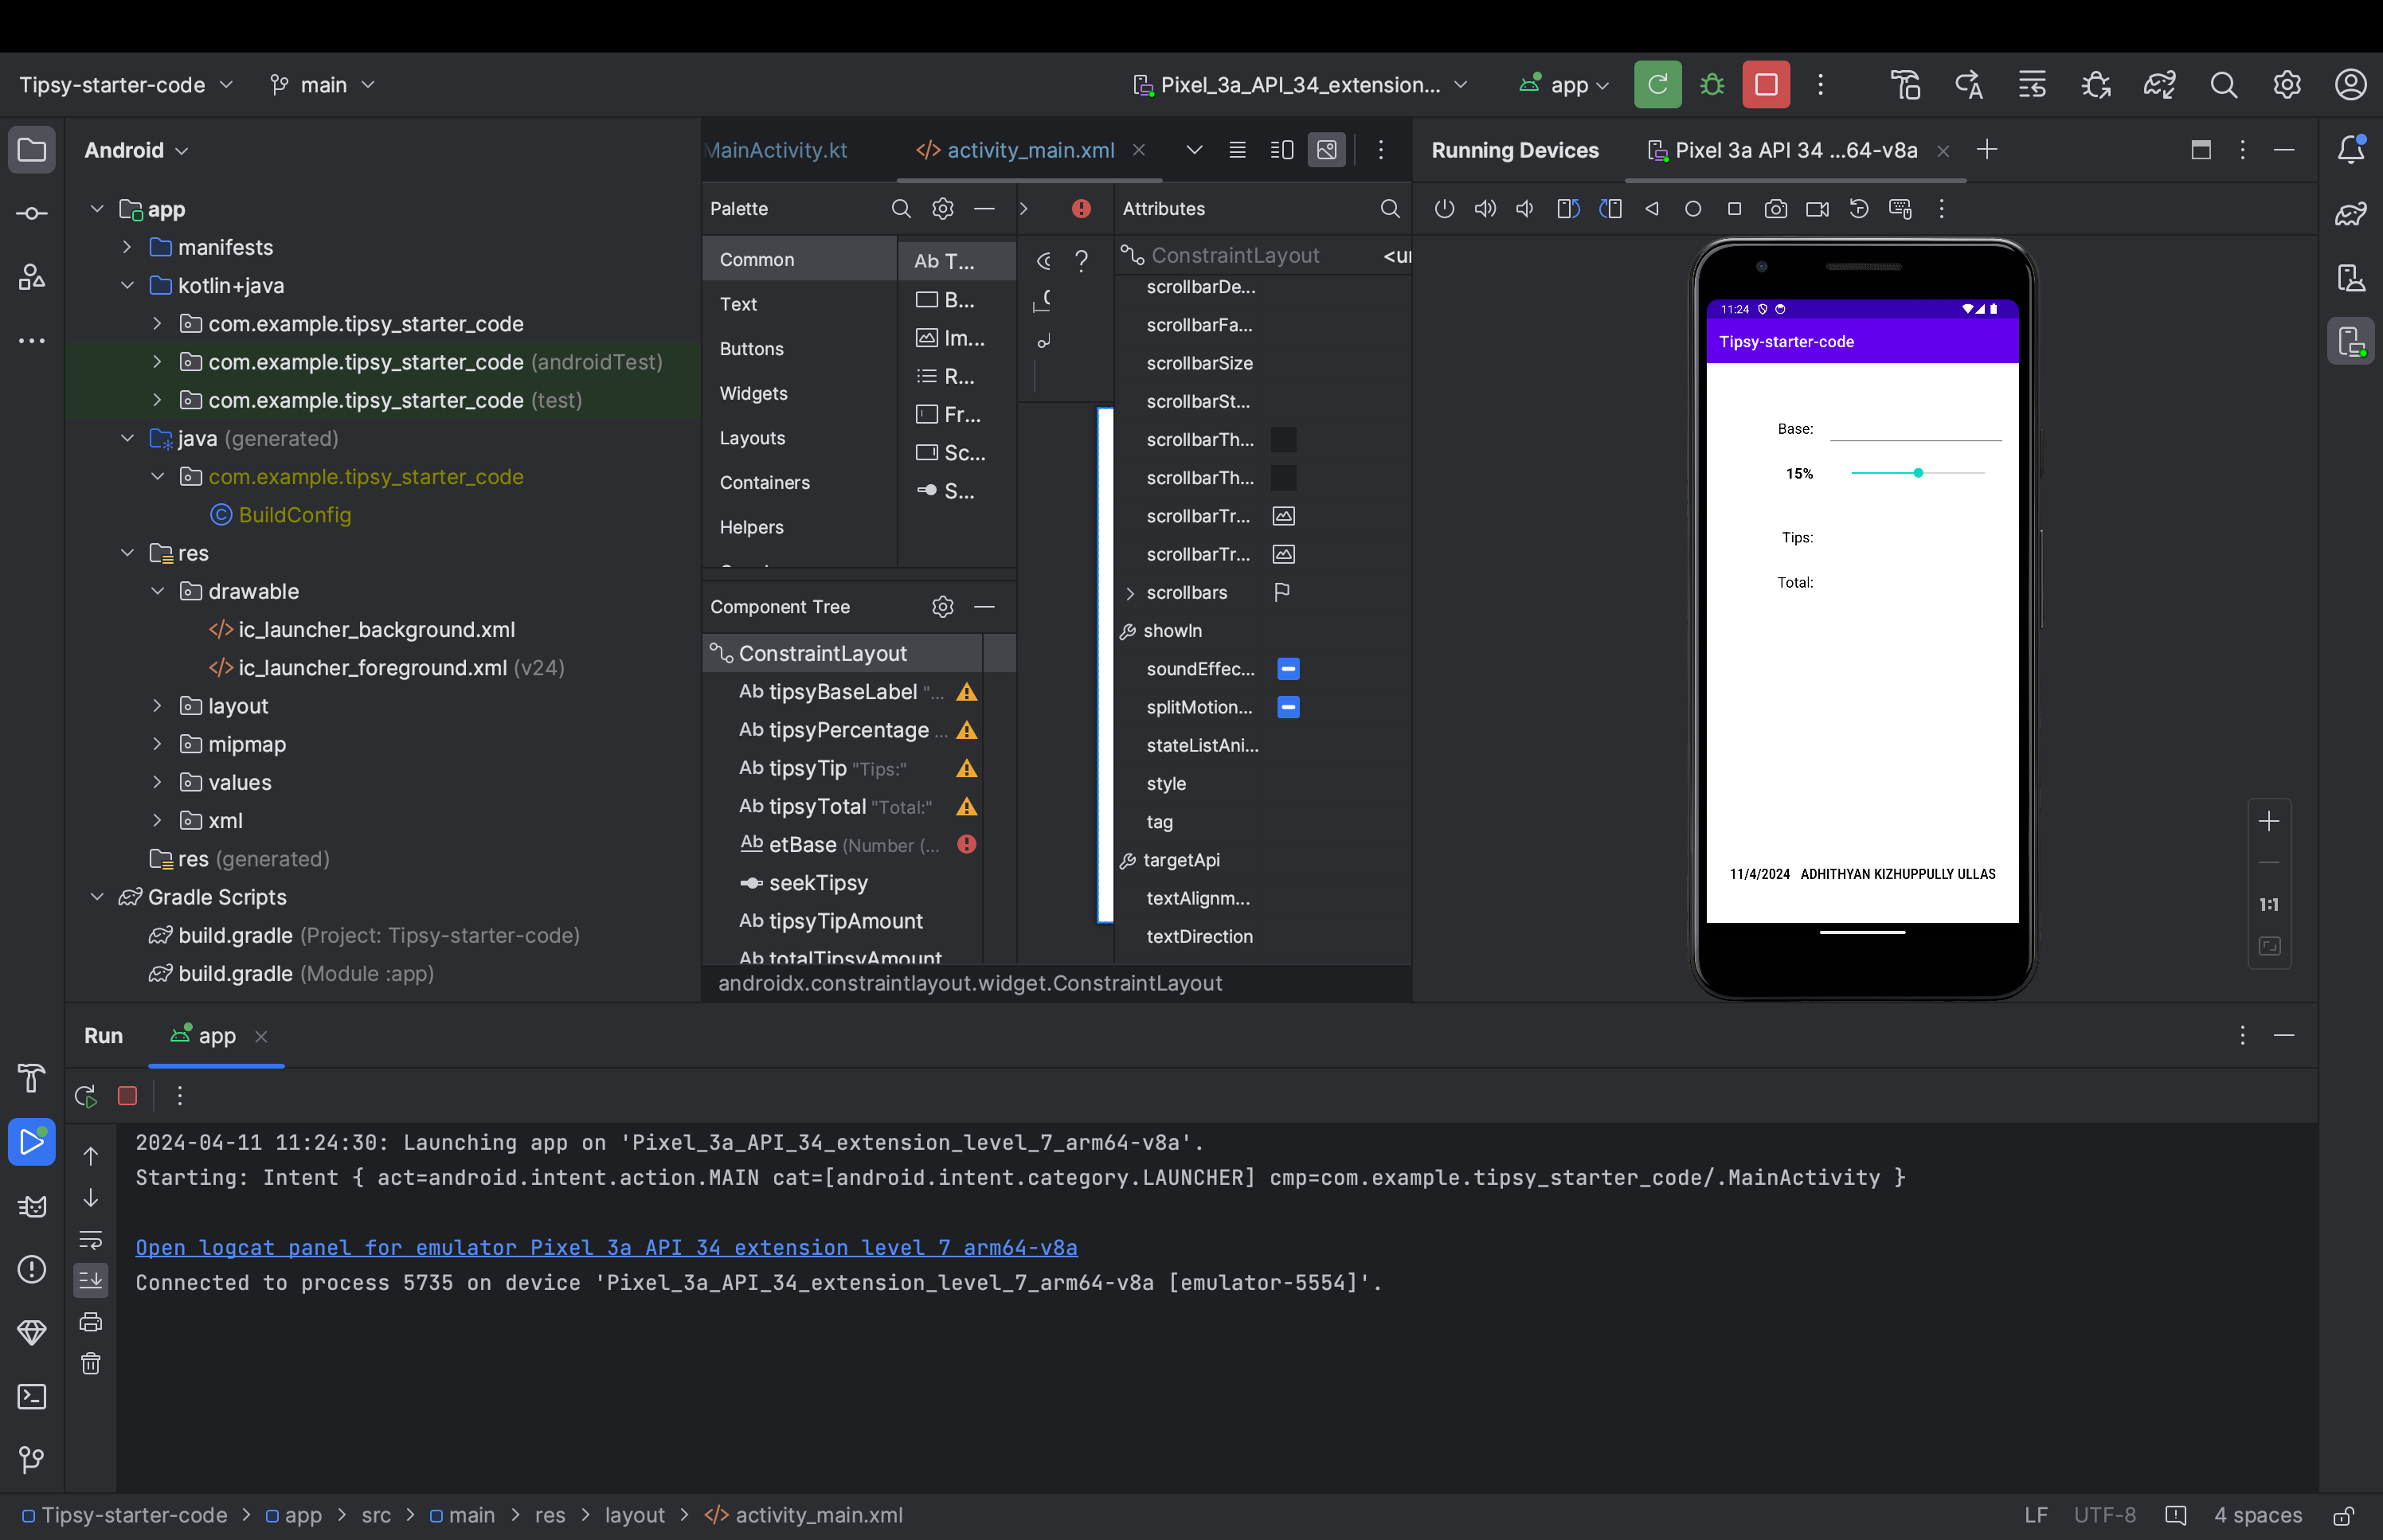 Tipsy-starter-code
main
Pixel_3a_API_34_extension...
app
Android
app
manifests
kotlin+java
com.example.tipsy_starter_code
com.example.tipsy_starter_code (androidTest)
com.example.tipsy_starter_code (test)
java (generated)
com.example.tipsy_starter_code
BuildConfig
res
drawable
ic_launcher_background.xml
ic_launcher_foreground.xml (v24)
layout
mipmap
values
xml
res (generated)
Gradle Scripts
build.gradle (Project: Tipsy-starter-code)
build.gradle (Module :app)
MainActivity.kt
activity_main.xml
Palette
Common
Text
Buttons
Widgets
Layouts
Containers
Helpers
Ab T...
B...
Im...
R...
Fr...
Sc...
S...
Component Tree
ConstraintLayout
Ab tipsyBaseLabel "...
Ab tipsyPercentage ...
Ab tipsyTip "Tips:"
Ab tipsyTotal "Total:"
Ab etBase (Number (...
seekTipsy
Ab tipsyTipAmount
Ab totalTipsyAmount
androidx.constraintlayout.widget.ConstraintLayout
Attributes
ConstraintLayout
scrollbarDe...
scrollbarFa...
scrollbarSize
scrollbarSt...
scrollbarTh...
scrollbarTh...
scrollbarTr...
scrollbarTr...
scrollbars
showIn
soundEffec...
splitMotion...
stateListAni...
style
tag
targetApi
textAlignm...
textDirection
Running Devices
Pixel 3a API 34 ...64-v8a
11:24
Tipsy-starter-code
Base:
15%
Tips:
Total:
11/4/2024 ADHITHYAN KIZHUPPULLY ULLAS
1:1
Run
app
2024-04-11 11:24:30: Launching app on 'Pixel_3a_API_34_extension_level_7_arm64-v8a'.
Starting: Intent { act=android.intent.action.MAIN cat=[android.intent.category.LAUNCHER] cmp=com.example.tipsy_starter_code/.MainActivity }
Open logcat panel for emulator Pixel 3a API 34 extension level 7 arm64-v8a
Connected to process 5735 on device 'Pixel_3a_API_34_extension_level_7_arm64-v8a [emulator-5554]'.
Tipsy-starter-code > app > src > main > res > layout > activity_main.xml
LF
UTF-8
4 spaces